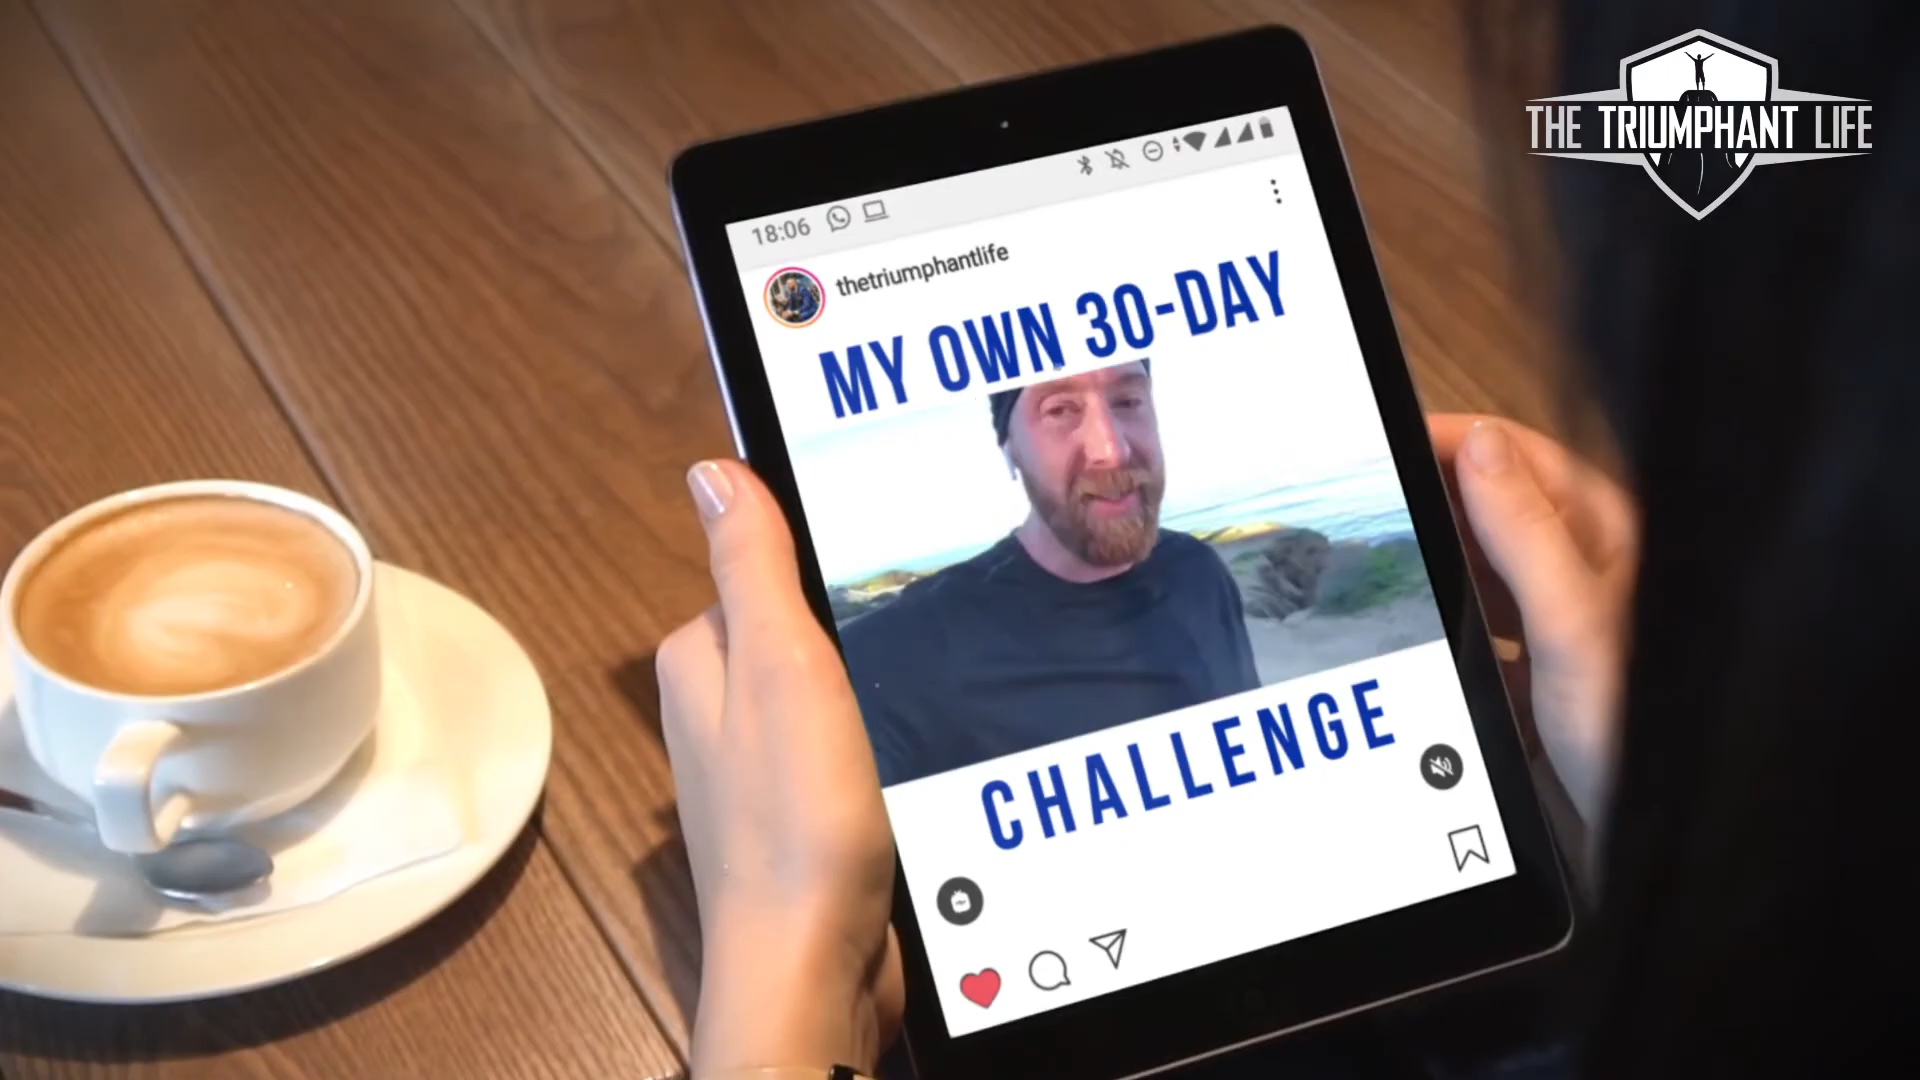 THE TRIUMPHANT LIFE
18:06
thetriumphantlife
MY OWN 30-DAY
CHALLENGE